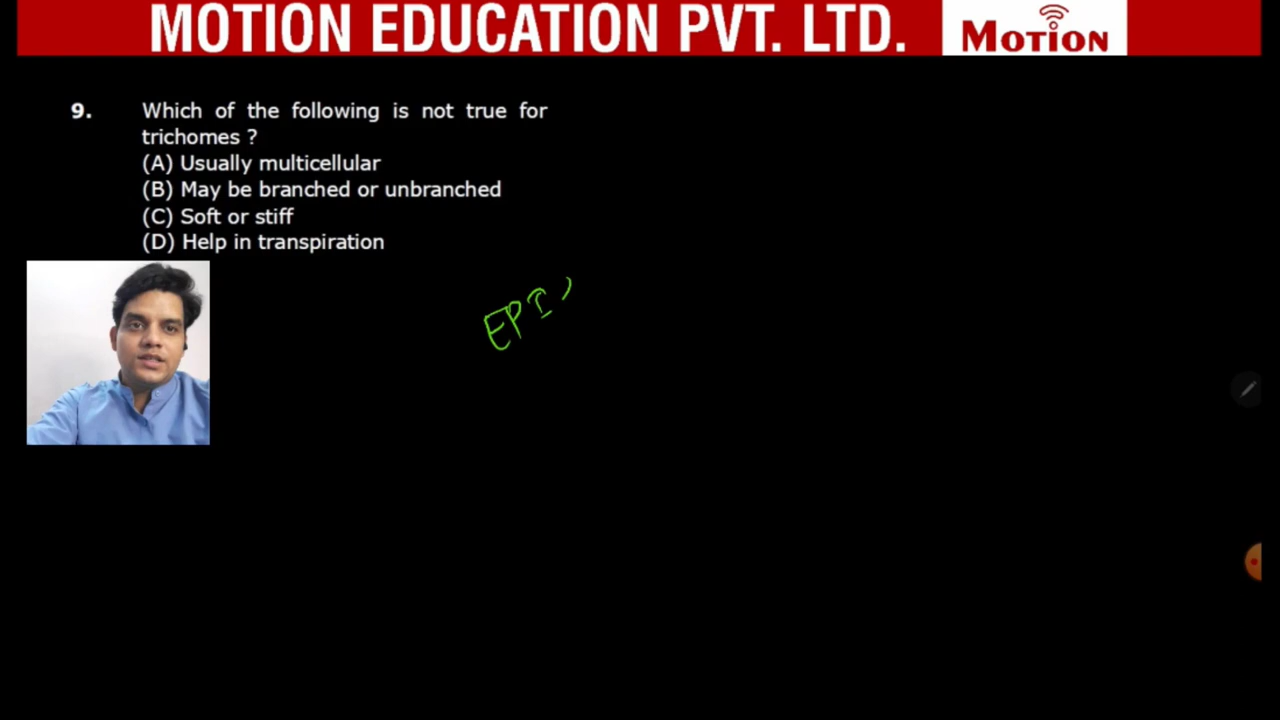 MOTION EDUCATION PVT. LTD.
MOTION
9. Which of the following is not true for
trichomes ?
(A) Usually multicellular
(B) May be branched or unbranched
(C) Soft or stiff
(D) Help in transpiration
EPI